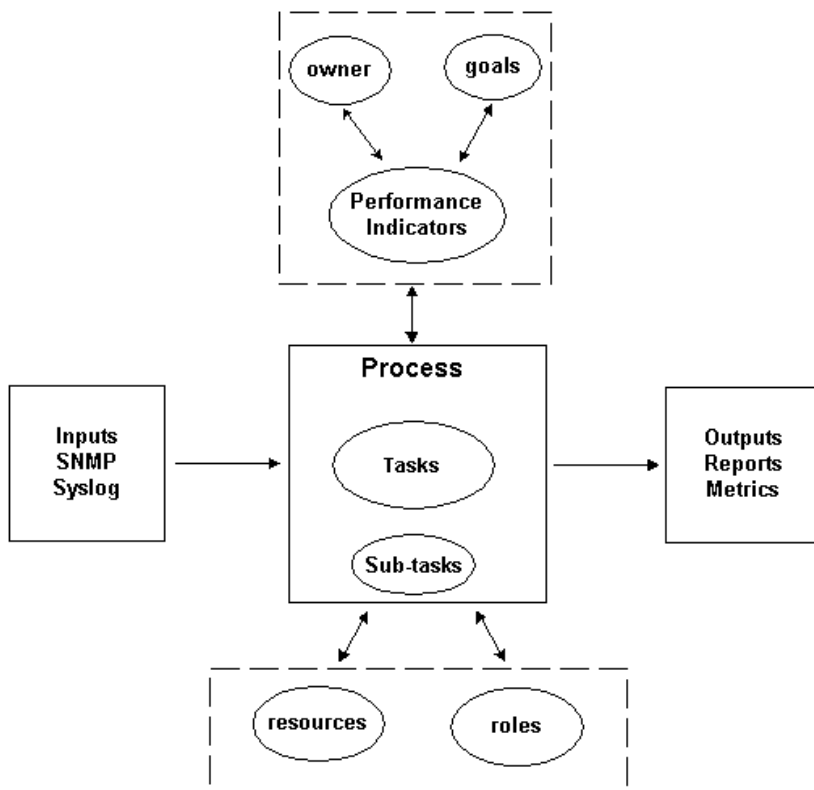 owner
goals
Performance
Indicators
Process
Inputs
SNMP
Syslog
Tasks
Outputs
Reports
Metrics
Sub-tasks
resources
roles